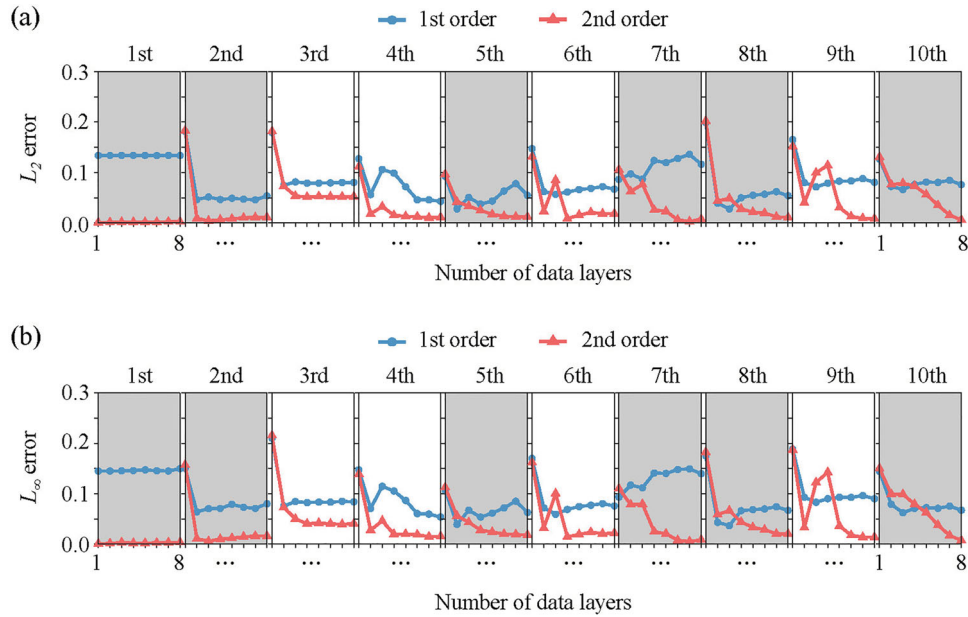 (a)
1st order 2nd order
1st 2nd 3rd 4th 5th 6th 7th 8th 9th 10th
0.3
0.2
0.1
0.0
L2 error
1 8 ... ... ... ... ... ... ... ... 1 8
Number of data layers
(b)
1st order 2nd order
1st 2nd 3rd 4th 5th 6th 7th 8th 9th 10th
0.3
0.2
0.1
0.0
L∞ error
1 8 ... ... ... ... ... ... ... ... 1 8
Number of data layers